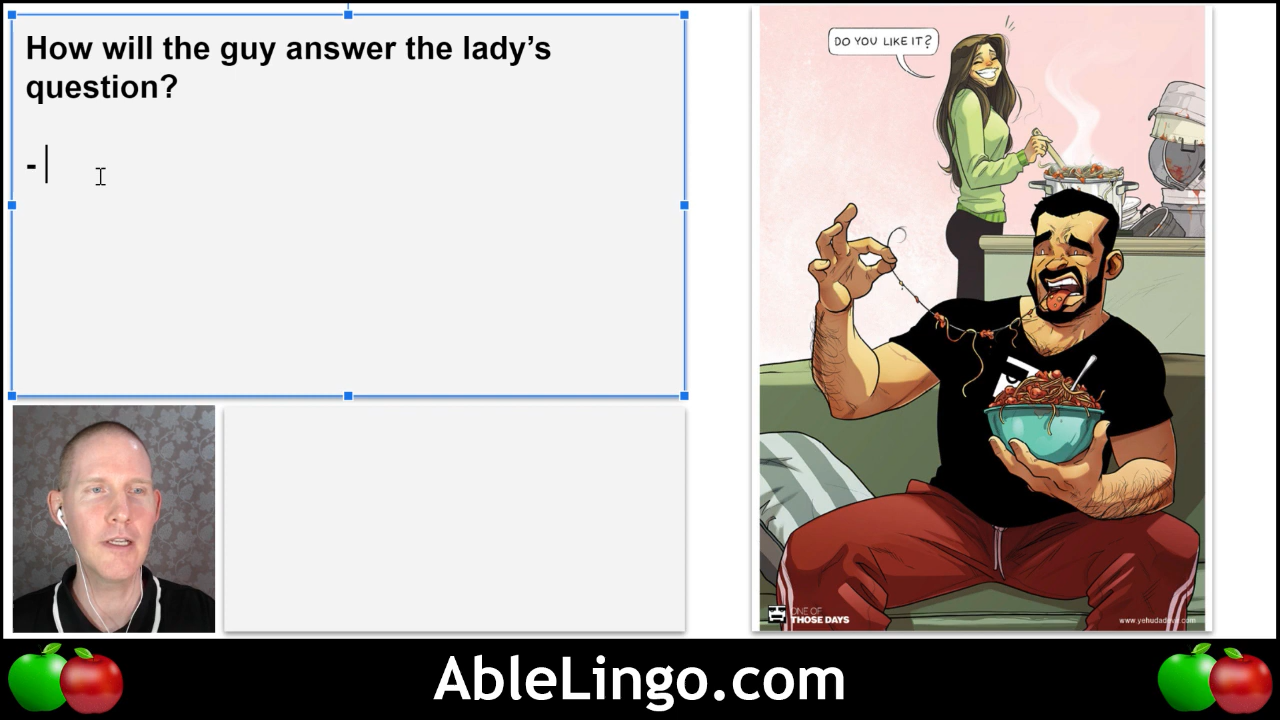 How will the guy answer the lady's
question?
-
DO YOU LIKE IT?
ONE OF
THOSE DAYS
AbleLingo.com